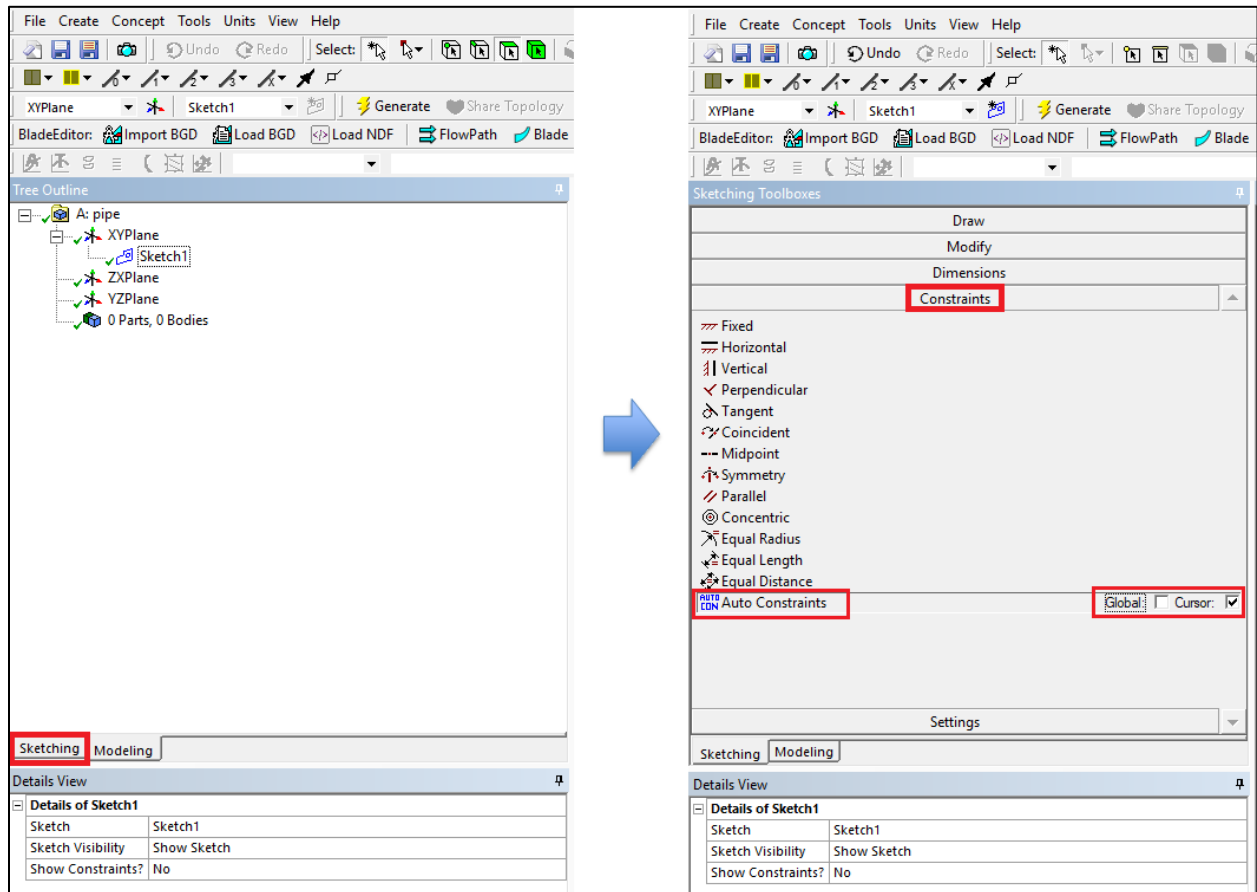 File Create Concept Tools Units View Help
Undo Redo Select:
XYPlane Sketch1 Generate Share Topology
BladeEditor: Import BGD Load BGD Load NDF FlowPath Blade
Tree Outline
A: pipe
XYPlane
Sketch1
ZXPlane
YZPlane
0 Parts, 0 Bodies
Sketching Modeling
Details View
Details of Sketch1
Sketch Sketch1
Sketch Visibility Show Sketch
Show Constraints? No
File Create Concept Tools Units View Help
Undo Redo Select:
XYPlane Sketch1 Generate Share Topology
BladeEditor: Import BGD Load BGD Load NDF FlowPath Blade
Sketching Toolboxes
Draw
Modify
Dimensions
Constraints
Fixed
Horizontal
Vertical
Perpendicular
Tangent
Coincident
Midpoint
Symmetry
Parallel
Concentric
Equal Radius
Equal Length
Equal Distance
AUTO CON Auto Constraints Global: Cursor:
Settings
Sketching Modeling
Details View
Details of Sketch1
Sketch Sketch1
Sketch Visibility Show Sketch
Show Constraints? No